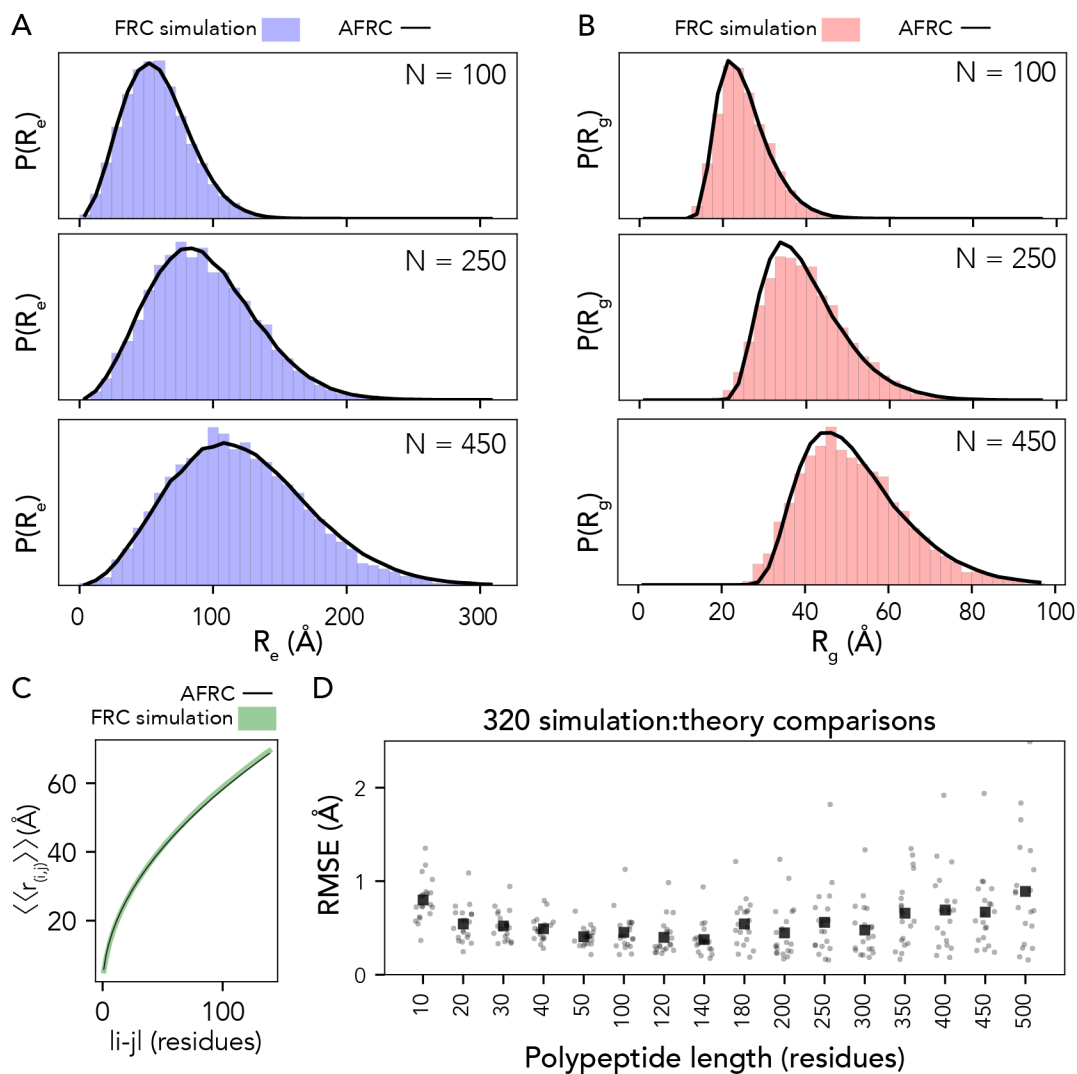 A
FRC simulation AFRC
N = 100
P(Re)
N = 250
P(Re)
N = 450
P(Re)
0 100 200 300
Re (Å)
B
FRC simulation AFRC
N = 100
P(Rg)
N = 250
P(Rg)
N = 450
P(Rg)
0 20 40 60 80 100
Rg (Å)
C
AFRC
FRC simulation
60
40
20
⟨⟨r(i,j)⟩⟩(Å)
0 100
|i-j| (residues)
D
320 simulation:theory comparisons
2
1
0
RMSE (Å)
10 20 30 40 50 100 120 140 180 200 250 300 350 400 450 500
Polypeptide length (residues)